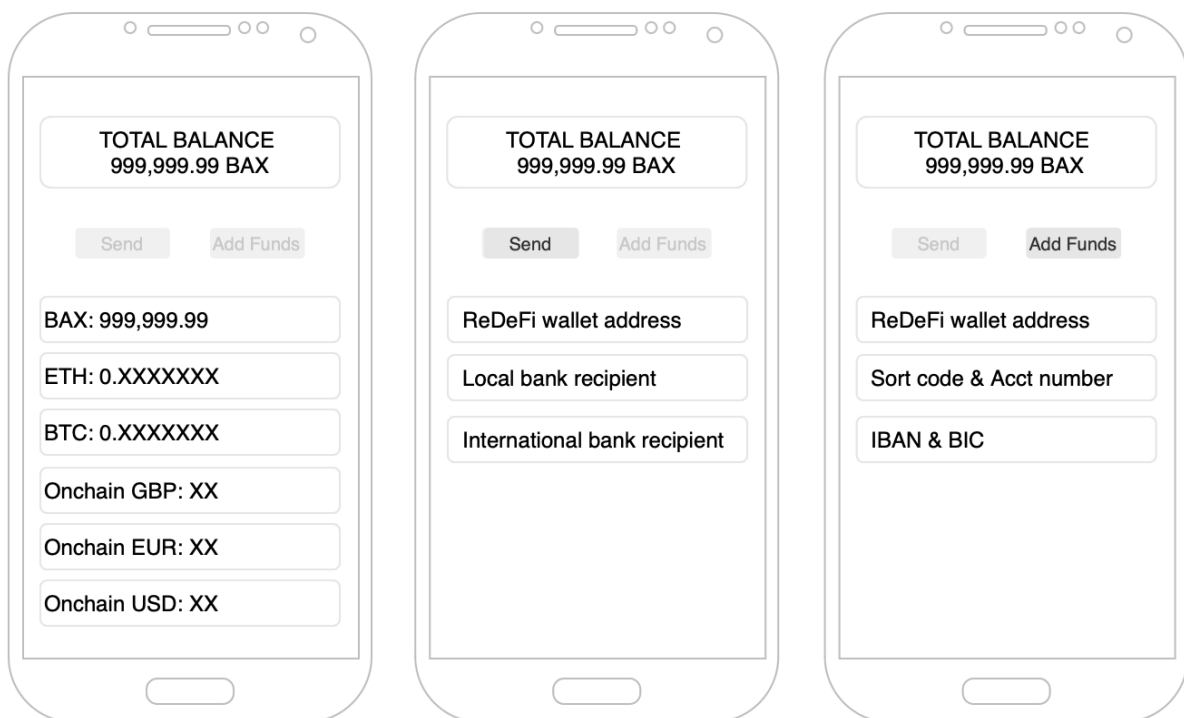 TOTAL BALANCE
999,999.99 BAX
Send
Add Funds
BAX: 999,999.99
ETH: 0.XXXXXXX
BTC: 0.XXXXXXX
Onchain GBP: XX
Onchain EUR: XX
Onchain USD: XX
TOTAL BALANCE
999,999.99 BAX
Send
Add Funds
ReDeFi wallet address
Local bank recipient
International bank recipient
TOTAL BALANCE
999,999.99 BAX
Send
Add Funds
ReDeFi wallet address
Sort code & Acct number
IBAN & BIC